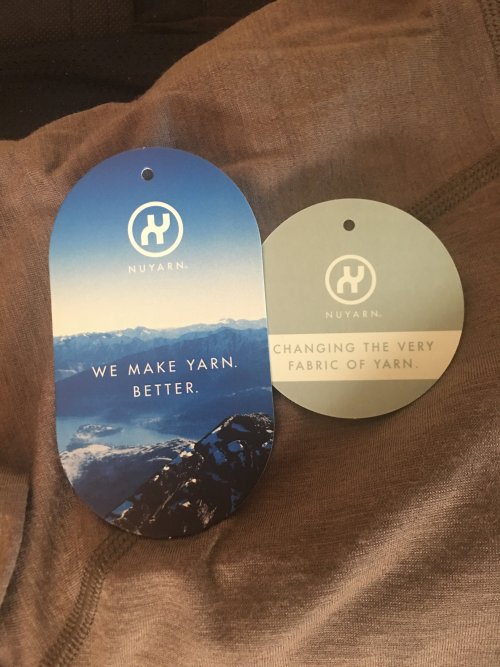 NUYARN.
WE MAKE YARN.
BETTER.
NUYARN.
CHANGING THE VERY
FABRIC OF YARN.